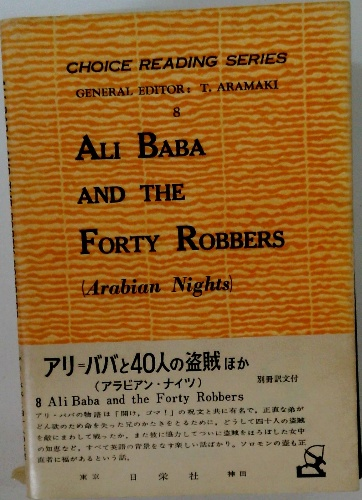 CHOICE READING SERIES
GENERAL EDITOR: T. ARAMAKI
8
ALI BABA
AND THE
FORTY ROBBERS
(Arabian Nights)
アリ=ババと40人の盗賊 ほか
(アラビアン・ナイツ)
別冊訳文付
8 Ali Baba and the Forty Robbers
アリ・ババの物語は「開け,ゴマ!」の呪文と共に有名で,正直な弟が
どん欲のため命を失った兄のかたきをとるために,どうして四十人の盗賊
を敵にまわして戦ったか,また彼に協力してついに盗賊をほろぼした女中
の知恵など,すべて英語の背景をなす楽しい話ばかり。ソロモンの壺も正
直者に福があるという話。
東京 日栄社 神田